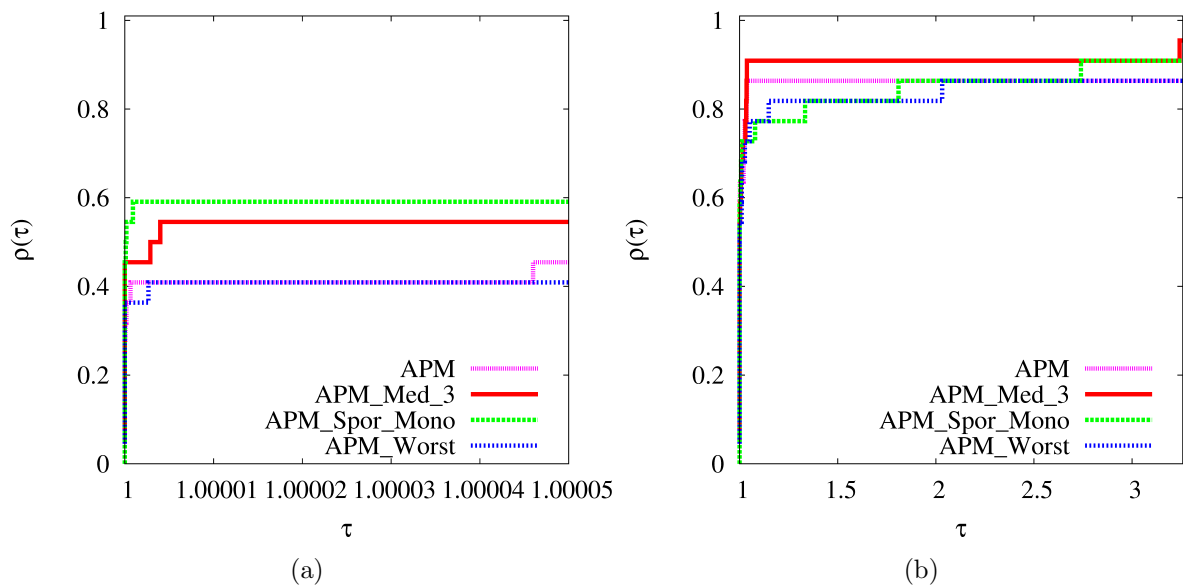 1
0.8
0.6
0.4
0.2
0
ρ(τ)
APM
APM_Med_3
APM_Spor_Mono
APM_Worst
1 1.00001 1.00002 1.00003 1.00004 1.00005
τ
(a)
1
0.8
0.6
0.4
0.2
0
ρ(τ)
APM
APM_Med_3
APM_Spor_Mono
APM_Worst
1 1.5 2 2.5 3
τ
(b)